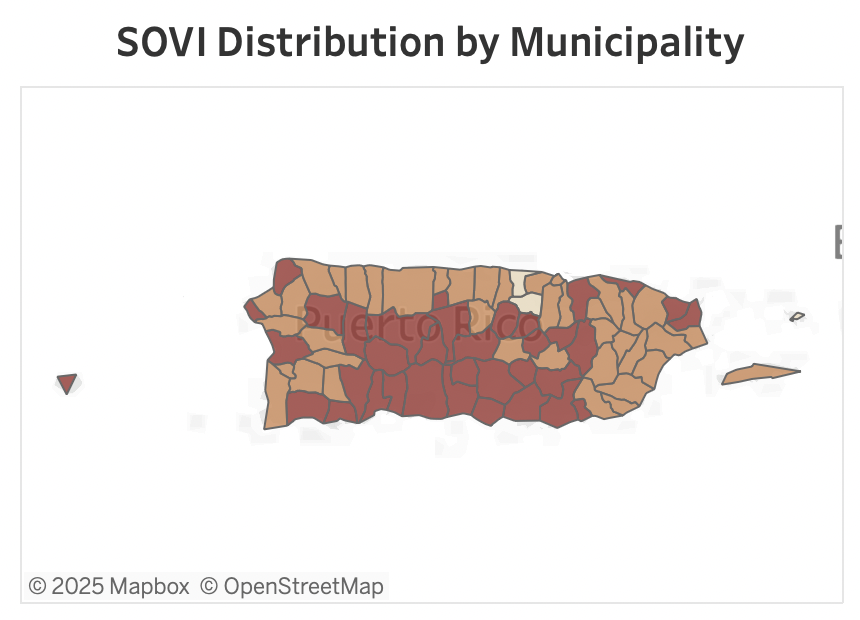 SOVI Distribution by Municipality
Puerto Rico
© 2025 Mapbox © OpenStreetMap